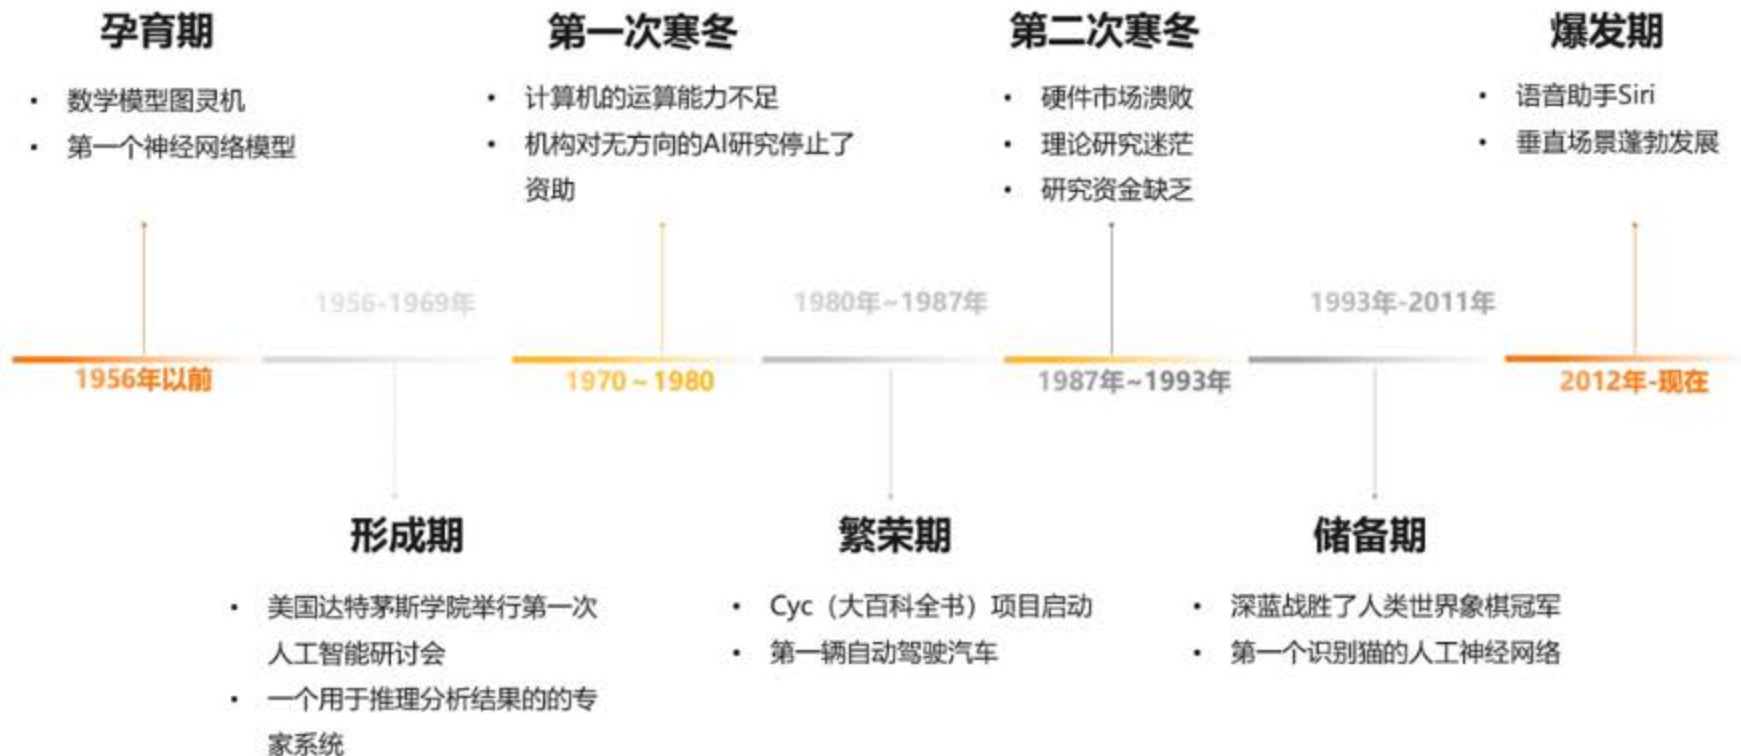 孕育期
• 数学模型图灵机
• 第一个神经网络模型
第一次寒冬
• 计算机的运算能力不足
• 机构对无方向的AI研究停止了
资助
第二次寒冬
• 硬件市场溃败
• 理论研究迷茫
• 研究资金缺乏
爆发期
• 语音助手Siri
• 垂直场景蓬勃发展
1956年以前
1956-1969年
1970~1980
1980年~1987年
1987年~1993年
1993年-2011年
2012年-现在
形成期
• 美国达特茅斯学院举行第一次
人工智能研讨会
• 一个用于推理分析结果的的专
家系统
繁荣期
• Cyc（大百科全书）项目启动
• 第一辆自动驾驶汽车
储备期
• 深蓝战胜了人类世界象棋冠军
• 第一个识别猫的人工神经网络